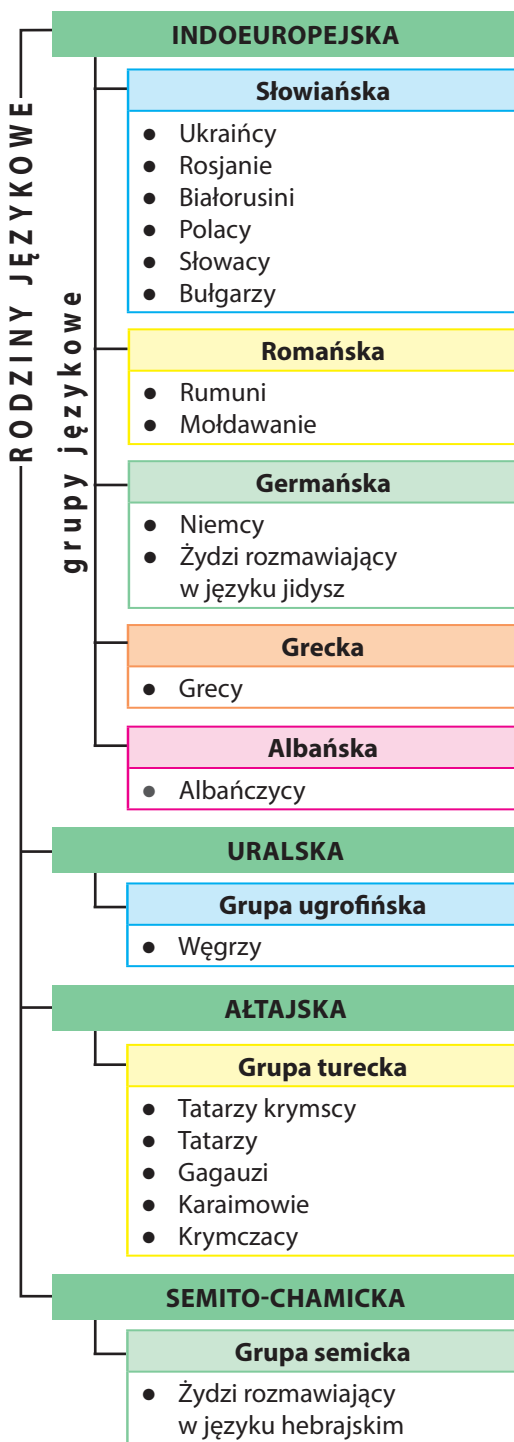 RODZINY JĘZYKOWE
grupy językowe
INDOEUROPEJSKA
Słowiańska
● Ukraińcy
● Rosjanie
● Białorusini
● Polacy
● Słowacy
● Bułgarzy
Romańska
● Rumuni
● Mołdawanie
Germańska
● Niemcy
● Żydzi rozmawiający
w języku jidysz
Grecka
● Grecy
Albańska
● Albańczycy
URALSKA
Grupa ugrofińska
● Węgrzy
AŁTAJSKA
Grupa turecka
● Tatarzy krymscy
● Tatarzy
● Gagauzi
● Karaimowie
● Krymczacy
SEMITO-CHAMICKA
Grupa semicka
● Żydzi rozmawiający
w języku hebrajskim